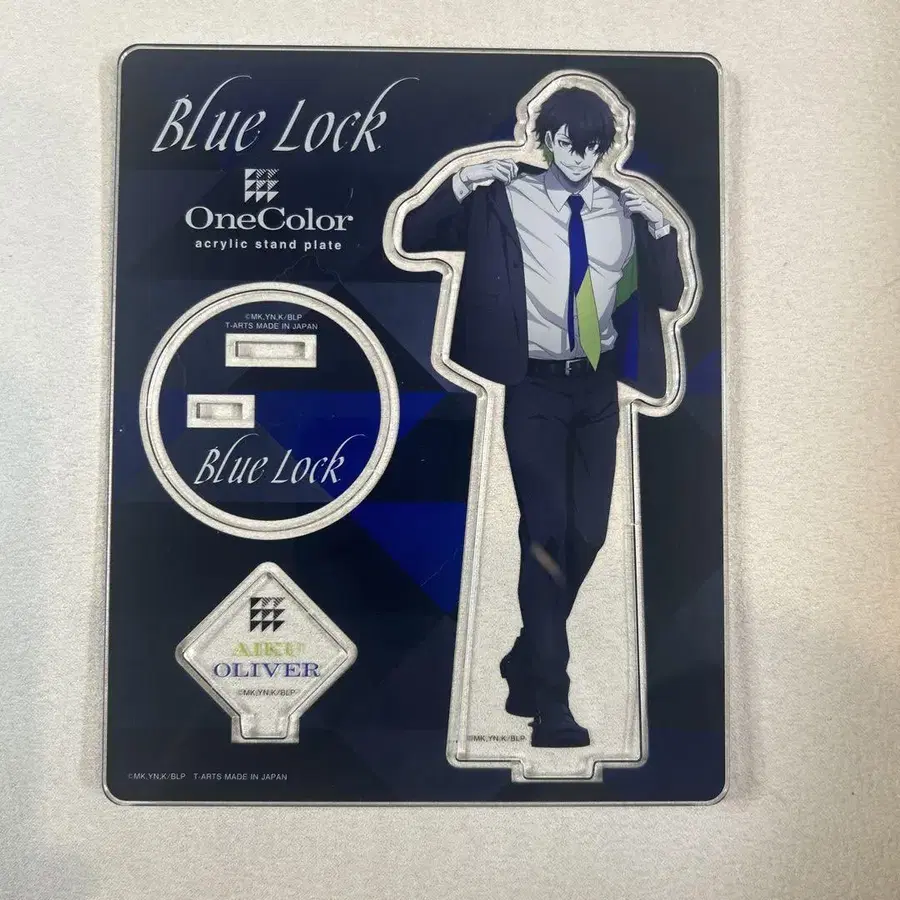 Blue Lock
OneColor
acrylic stand plate
©MK,YN,K/BLP
T-ARTS MADE IN JAPAN
Blue Lock
AIKU
OLIVER
©MK,YN,K/BLP
©MK,YN,K/BLP
©MK,YN,K/BLP T-ARTS MADE IN JAPAN